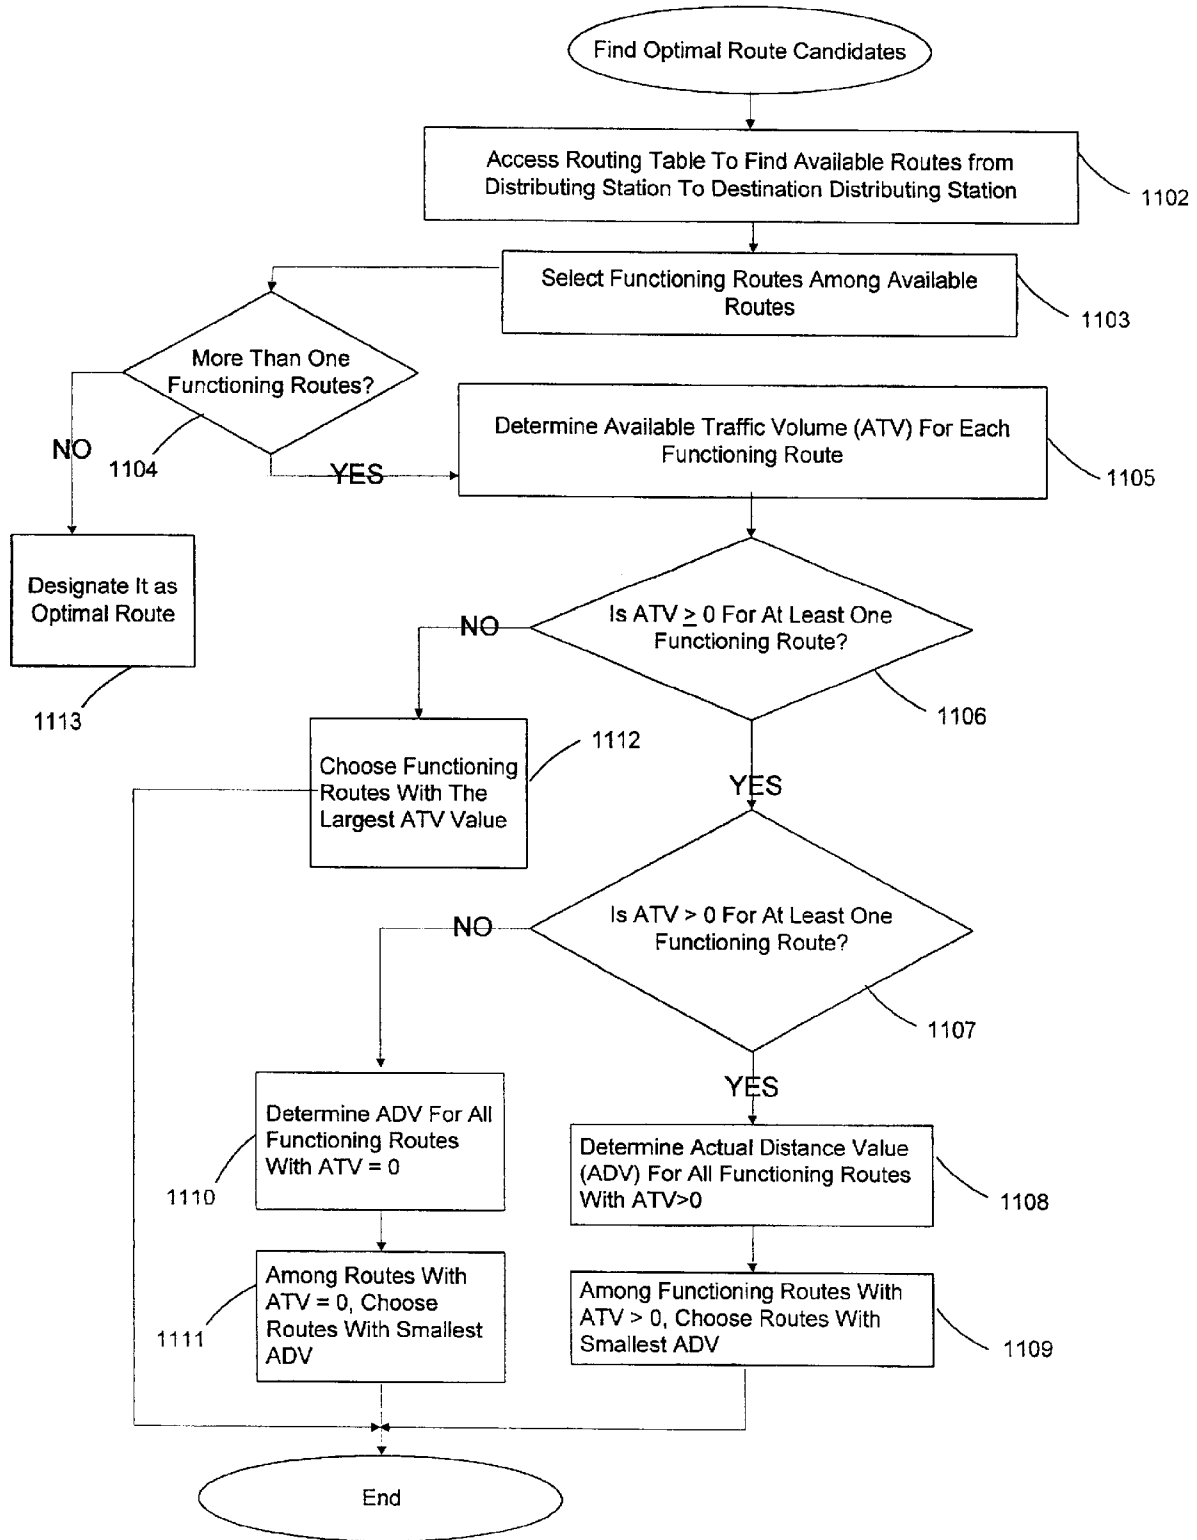 Find Optimal Route Candidates
Access Routing Table To Find Available Routes from
Distributing Station To Destination Distributing Station
1102
Select Functioning Routes Among Available
Routes
1103
More Than One
Functioning Routes?
1104
NO
YES
Determine Available Traffic Volume (ATV) For Each
Functioning Route
1105
Designate It as
Optimal Route
1113
Is ATV ≥ 0 For At Least One
Functioning Route?
1106
NO
YES
Choose Functioning
Routes With The
Largest ATV Value
1112
Is ATV > 0 For At Least One
Functioning Route?
1107
NO
YES
Determine ADV For All
Functioning Routes
With ATV = 0
1110
Determine Actual Distance Value
(ADV) For All Functioning Routes
With ATV>0
1108
Among Routes With
ATV = 0, Choose
Routes With Smallest
ADV
1111
Among Functioning Routes With
ATV > 0, Choose Routes With
Smallest ADV
1109
End